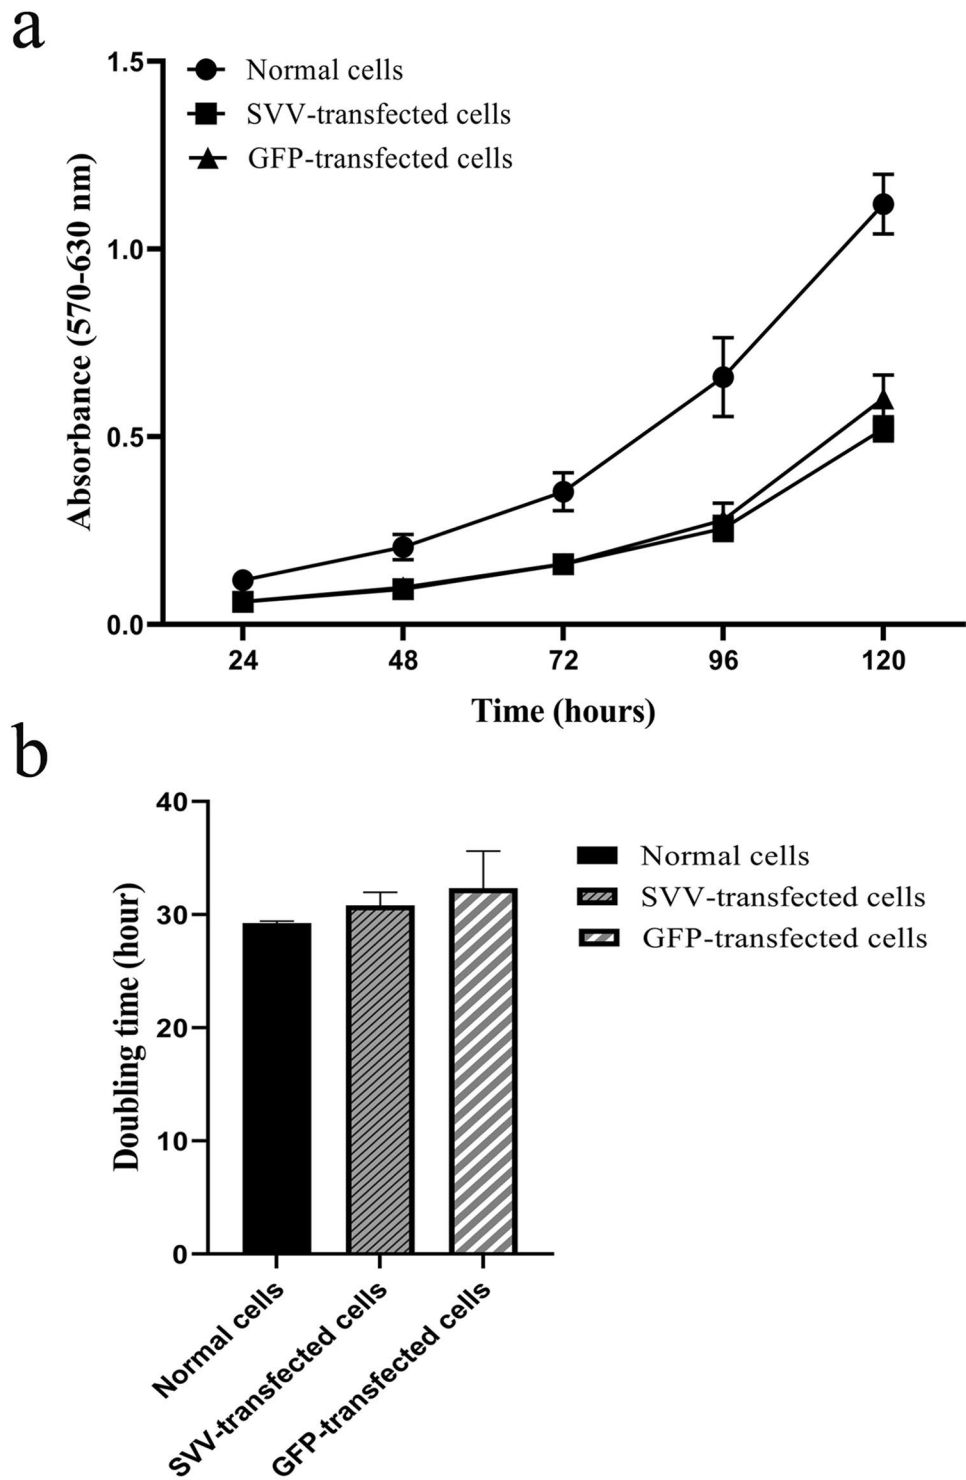 a
1.5
1.0
0.5
0.0
Absorbance (570-630 nm)
Normal cells
SVV-transfected cells
GFP-transfected cells
24 48 72 96 120
Time (hours)
b
40
30
20
10
0
Doubling time (hour)
Normal cells
SVV-transfected cells
GFP-transfected cells
Normal cells
SVV-transfected cells
GFP-transfected cells